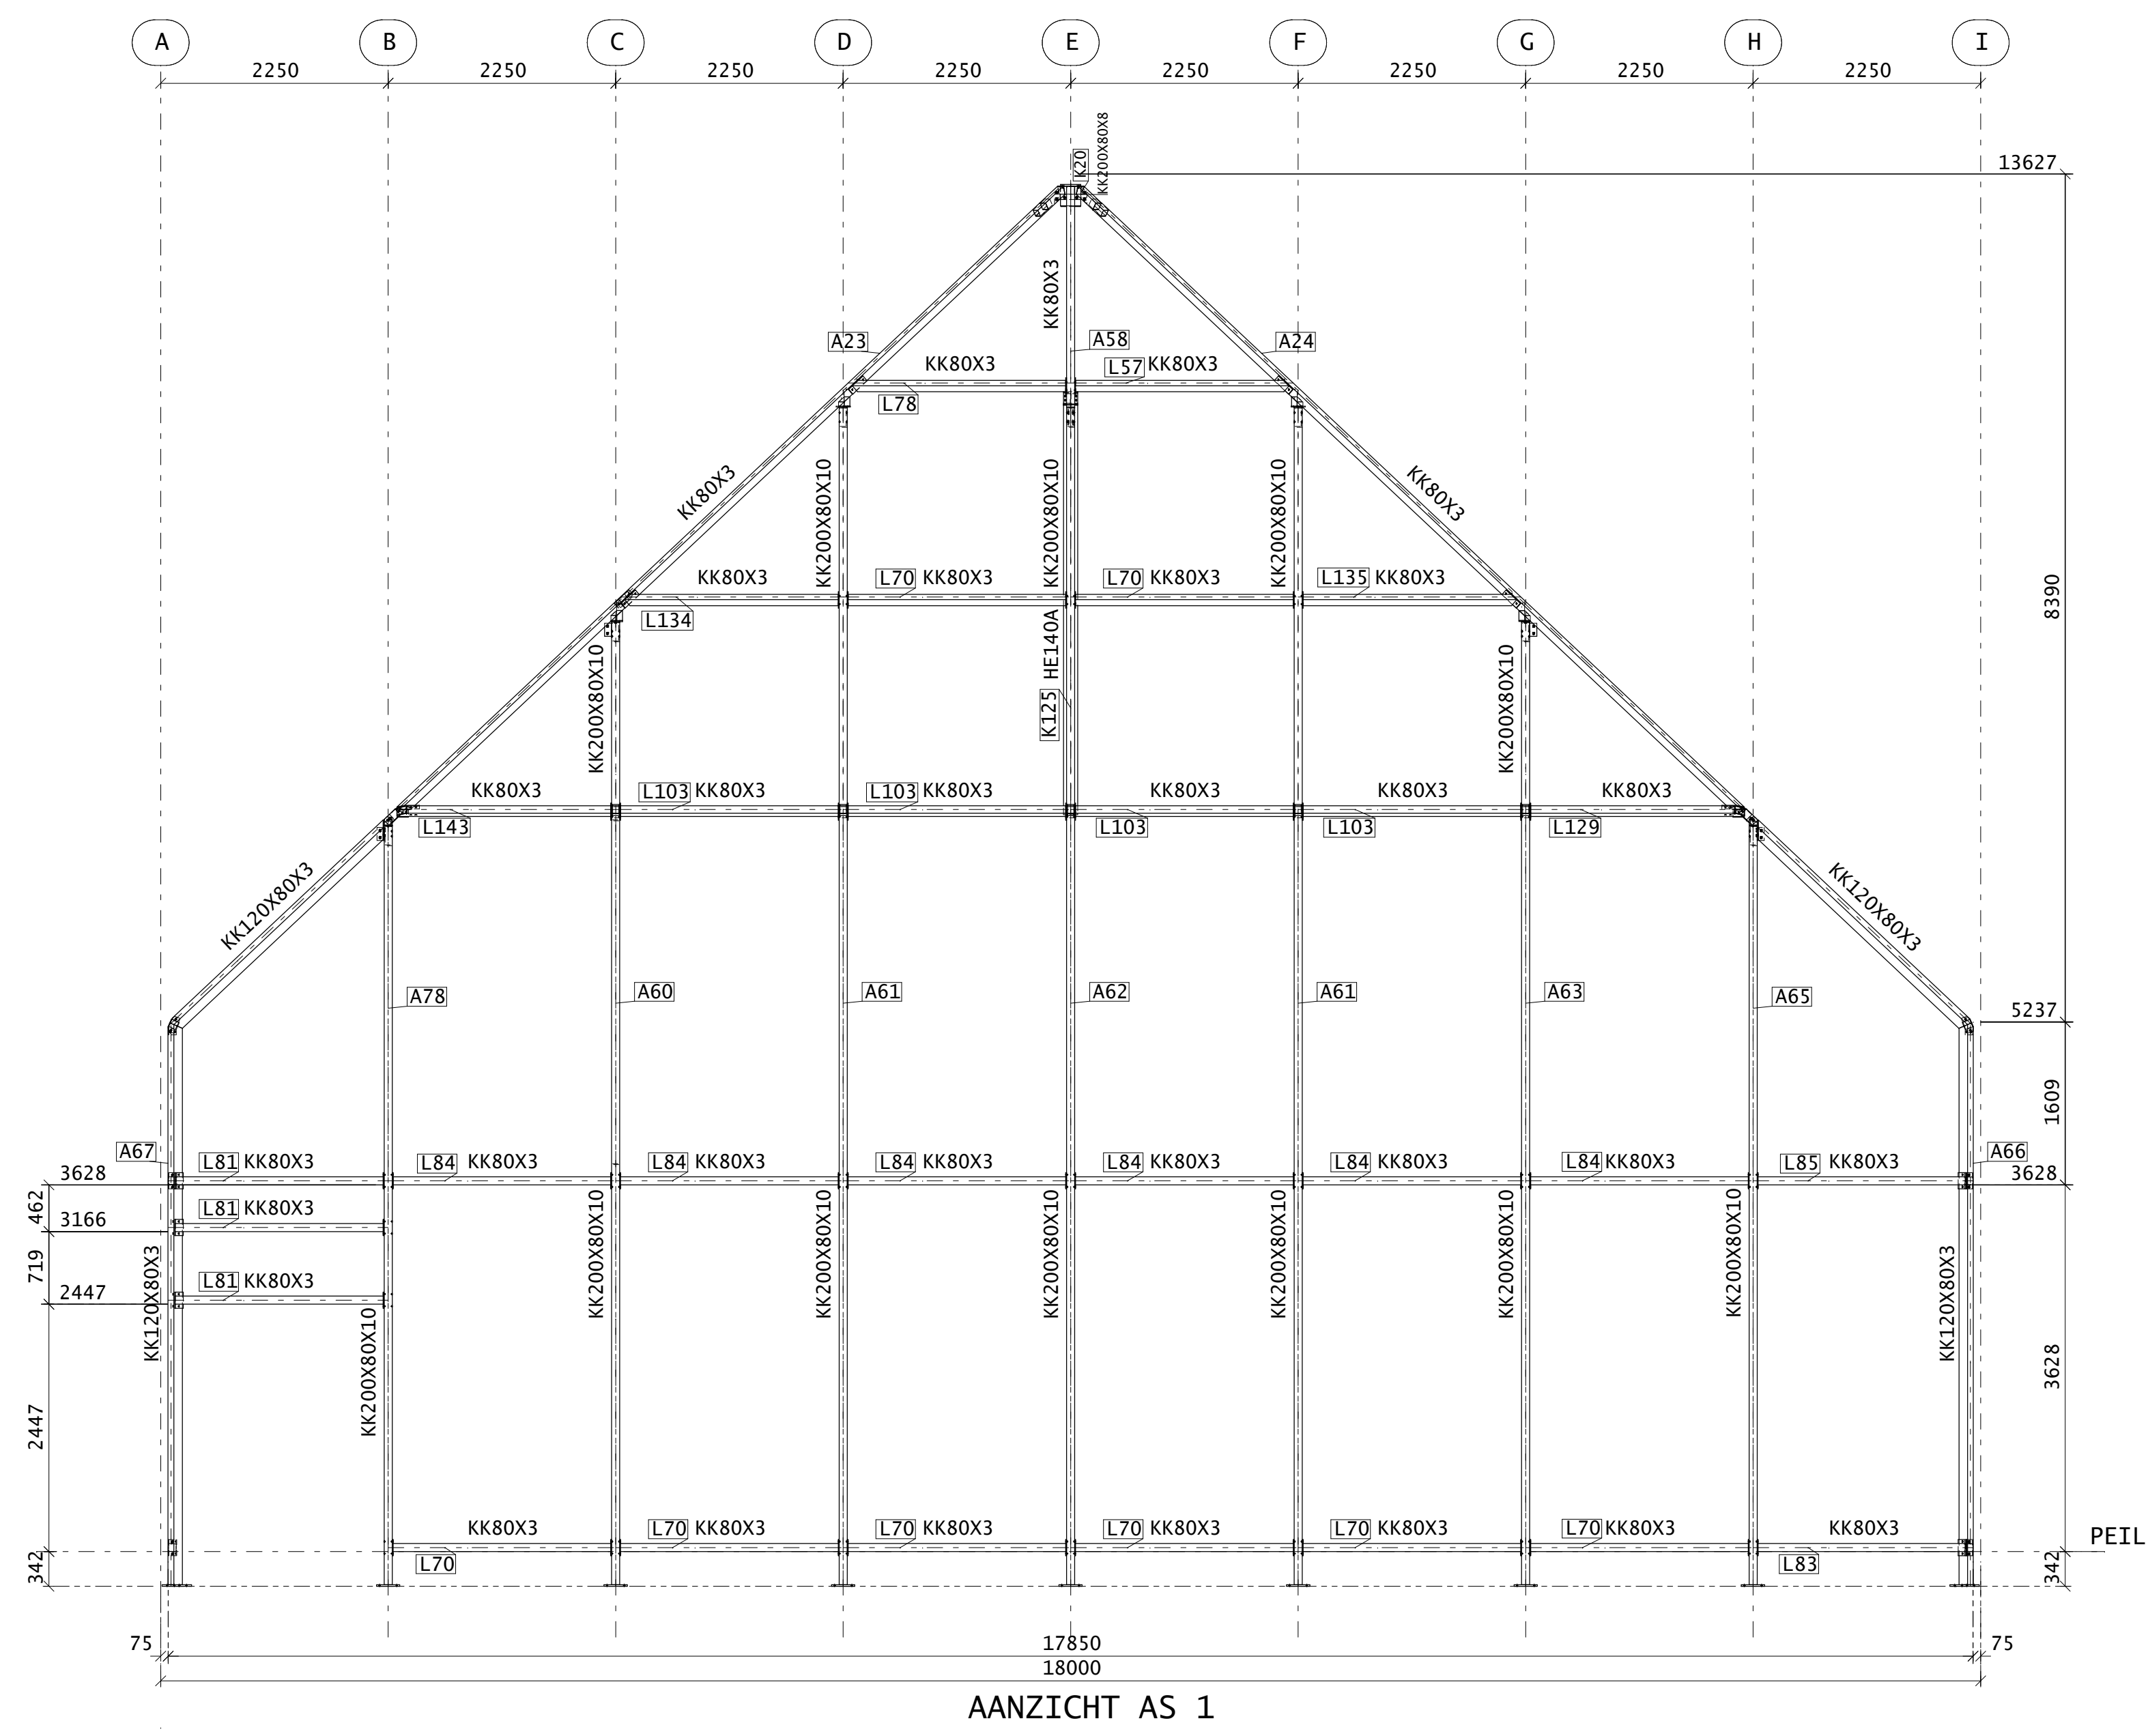 A B C D E F G H I
2250 2250 2250 2250 2250 2250 2250 2250
K20
KK200X80X8
13627
KK80X3
A23 A58 A24
KK80X3 L57 KK80X3
L78
KK80X3 KK200X80X10 KK200X80X10 KK200X80X10 KK80X3
KK80X3 L70 KK80X3 L70 KK80X3 L135 KK80X3
8390
L134
HE140A
KK200X80X10 K125 KK200X80X10
KK80X3 L103 KK80X3 L103 KK80X3 KK80X3 KK80X3 KK80X3
L143 L103 L103 L129
KK120X80X3 KK120X80X3
A78 A60 A61 A62 A61 A63 A65
5237
1609
A67 A66
3628 L81 KK80X3 L84 KK80X3 L84 KK80X3 L84 KK80X3 L84 KK80X3 L84 KK80X3 L84 KK80X3 L85 KK80X3 3628
462
3166 L81 KK80X3
719
2447 L81 KK80X3
KK120X80X3 KK200X80X10 KK200X80X10 KK200X80X10 KK200X80X10 KK200X80X10 KK200X80X10 KK200X80X10 KK120X80X3
2447 3628
KK80X3 L70 KK80X3 L70 KK80X3 L70 KK80X3 L70 KK80X3 L70 KK80X3 KK80X3
PEIL
L70 L83
342 342
75 17850 75
18000
AANZICHT AS 1